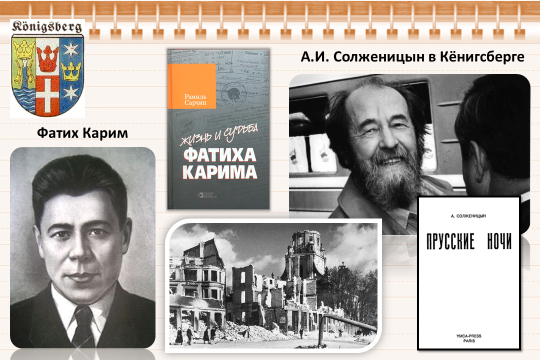 Königsberg
А.И. Солженицын в Кёнигсберге
Фатих Карим
Рамиль
Сарчин
ЖИЗНЬ И СУДЬБА
ФАТИХА
КАРИМА
А. СОЛЖЕНИЦЫН
ПРУССКИЕ НОЧИ
YMCA-PRESS
PARIS